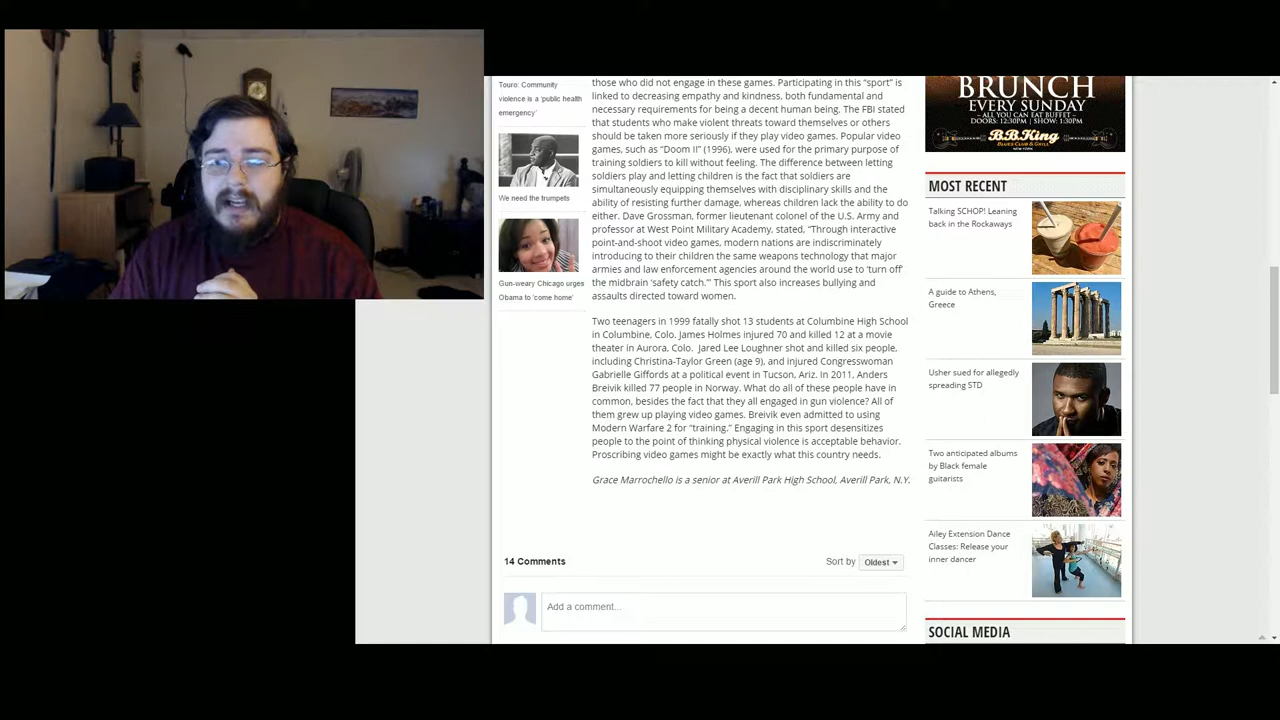 Touro: Community
violence is a 'public health
emergency'
We need the trumpets
Gun-weary Chicago urges
Obama to 'come home'
those who did not engage in these games. Participating in this “sport” is
linked to decreasing empathy and kindness, both fundamental and
necessary requirements for being a decent human being. The FBI stated
that students who make violent threats toward themselves or others
should be taken more seriously if they play video games. Popular video
games, such as “Doom II” (1996), were used for the primary purpose of
training soldiers to kill without feeling. The difference between letting
soldiers play and letting children is the fact that soldiers are
simultaneously equipping themselves with disciplinary skills and the
ability of resisting further damage, whereas children lack the ability to do
either. Dave Grossman, former lieutenant colonel of the U.S. Army and
professor at West Point Military Academy, stated, “Through interactive
point-and-shoot video games, modern nations are indiscriminately
introducing to their children the same weapons technology that major
armies and law enforcement agencies around the world use to ‘turn off’
the midbrain ‘safety catch.’” This sport also increases bullying and
assaults directed toward women.
Two teenagers in 1999 fatally shot 13 students at Columbine High School
in Columbine, Colo. James Holmes injured 70 and killed 12 at a movie
theater in Aurora, Colo.  Jared Lee Loughner shot and killed six people,
including Christina-Taylor Green (age 9), and injured Congresswoman
Gabrielle Giffords at a political event in Tucson, Ariz. In 2011, Anders
Breivik killed 77 people in Norway. What do all of these people have in
common, besides the fact that they all engaged in gun violence? All of
them grew up playing video games. Breivik even admitted to using
Modern Warfare 2 for “training.” Engaging in this sport desensitizes
people to the point of thinking physical violence is acceptable behavior.
Proscribing video games might be exactly what this country needs.
Grace Marrochello is a senior at Averill Park High School, Averill Park, N.Y.
14 Comments
Sort by
Oldest
Add a comment...
BRUNCH
EVERY SUNDAY
– ALL YOU CAN EAT BUFFET –
DOORS: 12:30PM | SHOW: 1:30PM
B.B. King
BLUES CLUB & GRILL
NEW YORK
MOST RECENT
Talking SCHOP! Leaning
back in the Rockaways
A guide to Athens,
Greece
Usher sued for allegedly
spreading STD
Two anticipated albums
by Black female
guitarists
Ailey Extension Dance
Classes: Release your
inner dancer
SOCIAL MEDIA